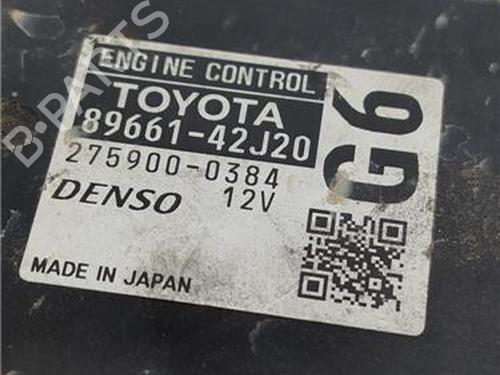 ENGINE CONTROL
TOYOTA
89661-42J20
275900-0384
DENSO 12V
MADE IN JAPAN
G6
B-PARTS